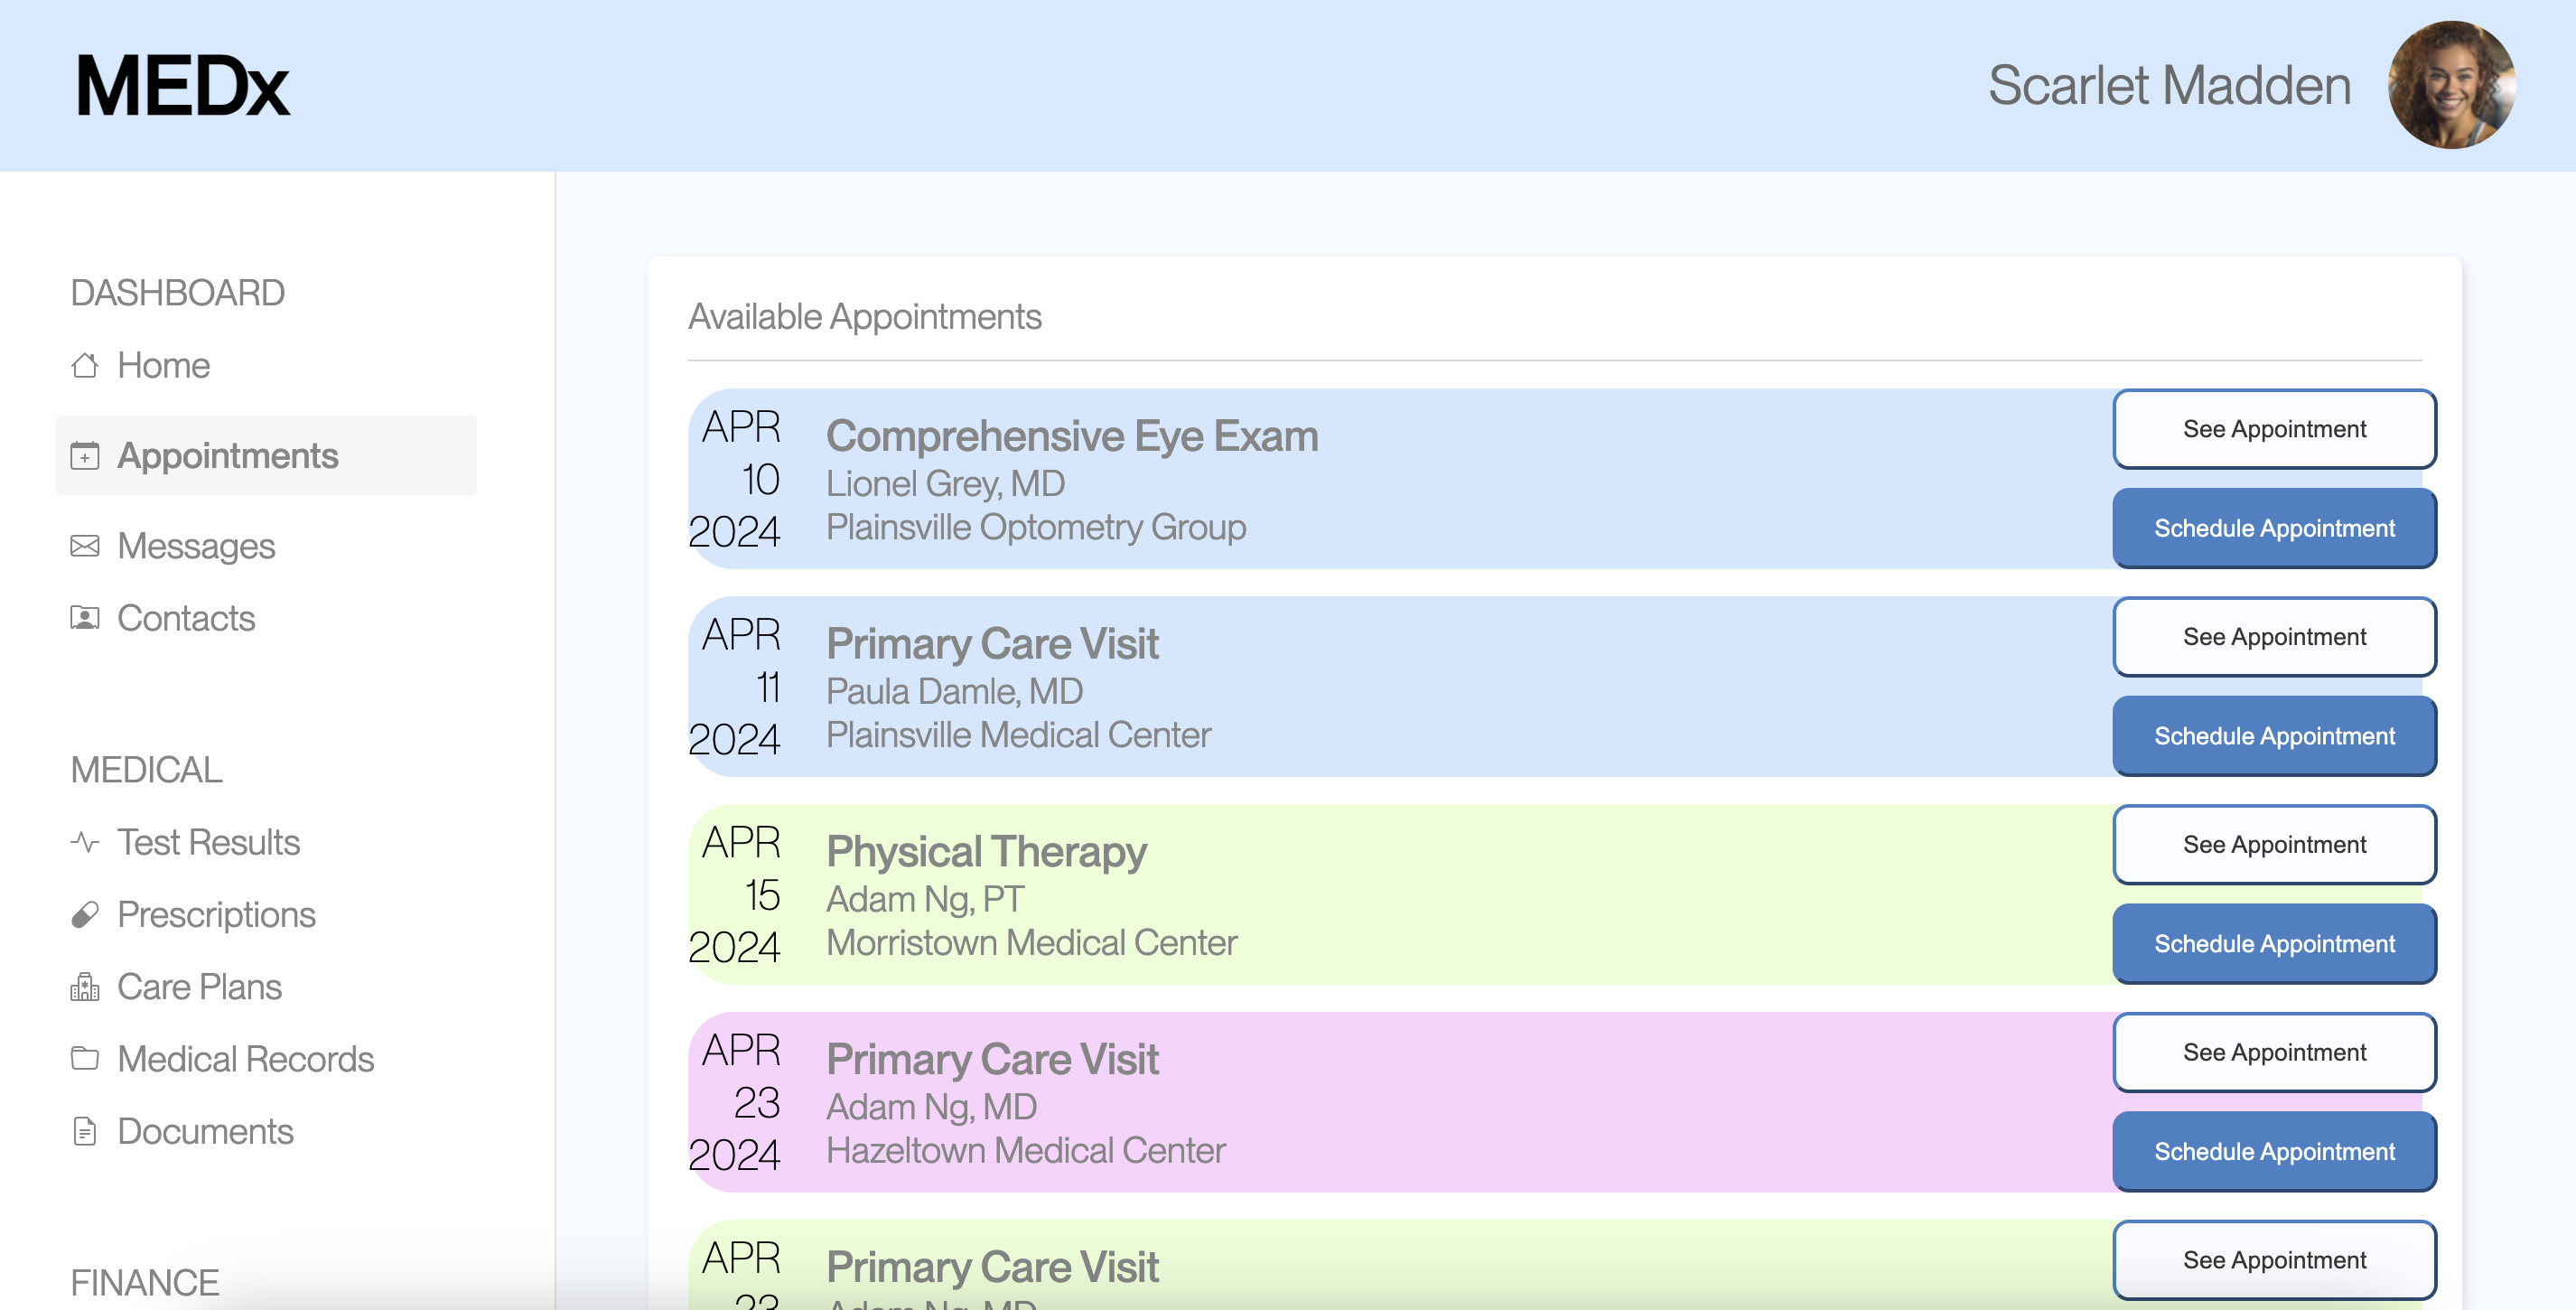 MEDx
Scarlet Madden
DASHBOARD
Home
Appointments
Messages
Contacts
MEDICAL
Test Results
Prescriptions
Care Plans
Medical Records
Documents
FINANCE
Available Appointments
APR
10
2024
Comprehensive Eye Exam
Lionel Grey, MD
Plainsville Optometry Group
See Appointment
Schedule Appointment
APR
11
2024
Primary Care Visit
Paula Damle, MD
Plainsville Medical Center
See Appointment
Schedule Appointment
APR
15
2024
Physical Therapy
Adam Ng, PT
Morristown Medical Center
See Appointment
Schedule Appointment
APR
23
2024
Primary Care Visit
Adam Ng, MD
Hazeltown Medical Center
See Appointment
Schedule Appointment
APR
23
Primary Care Visit
Adam Ng, MD
See Appointment